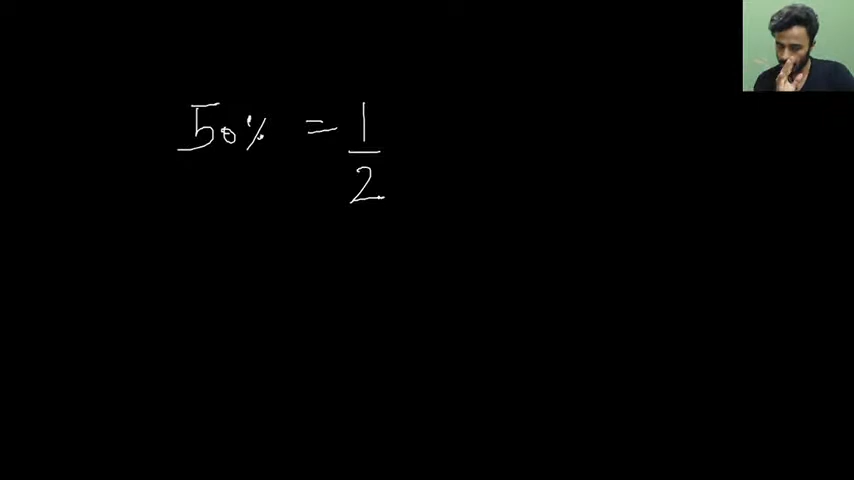 50% = 1/2